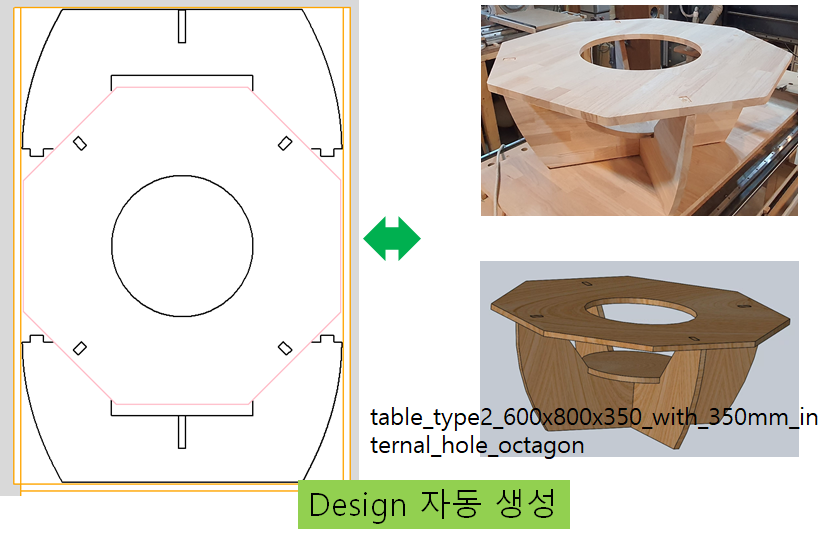 table_type2_600x800x350_with_350mm_in
ternal_hole_octagon
Design 자동 생성